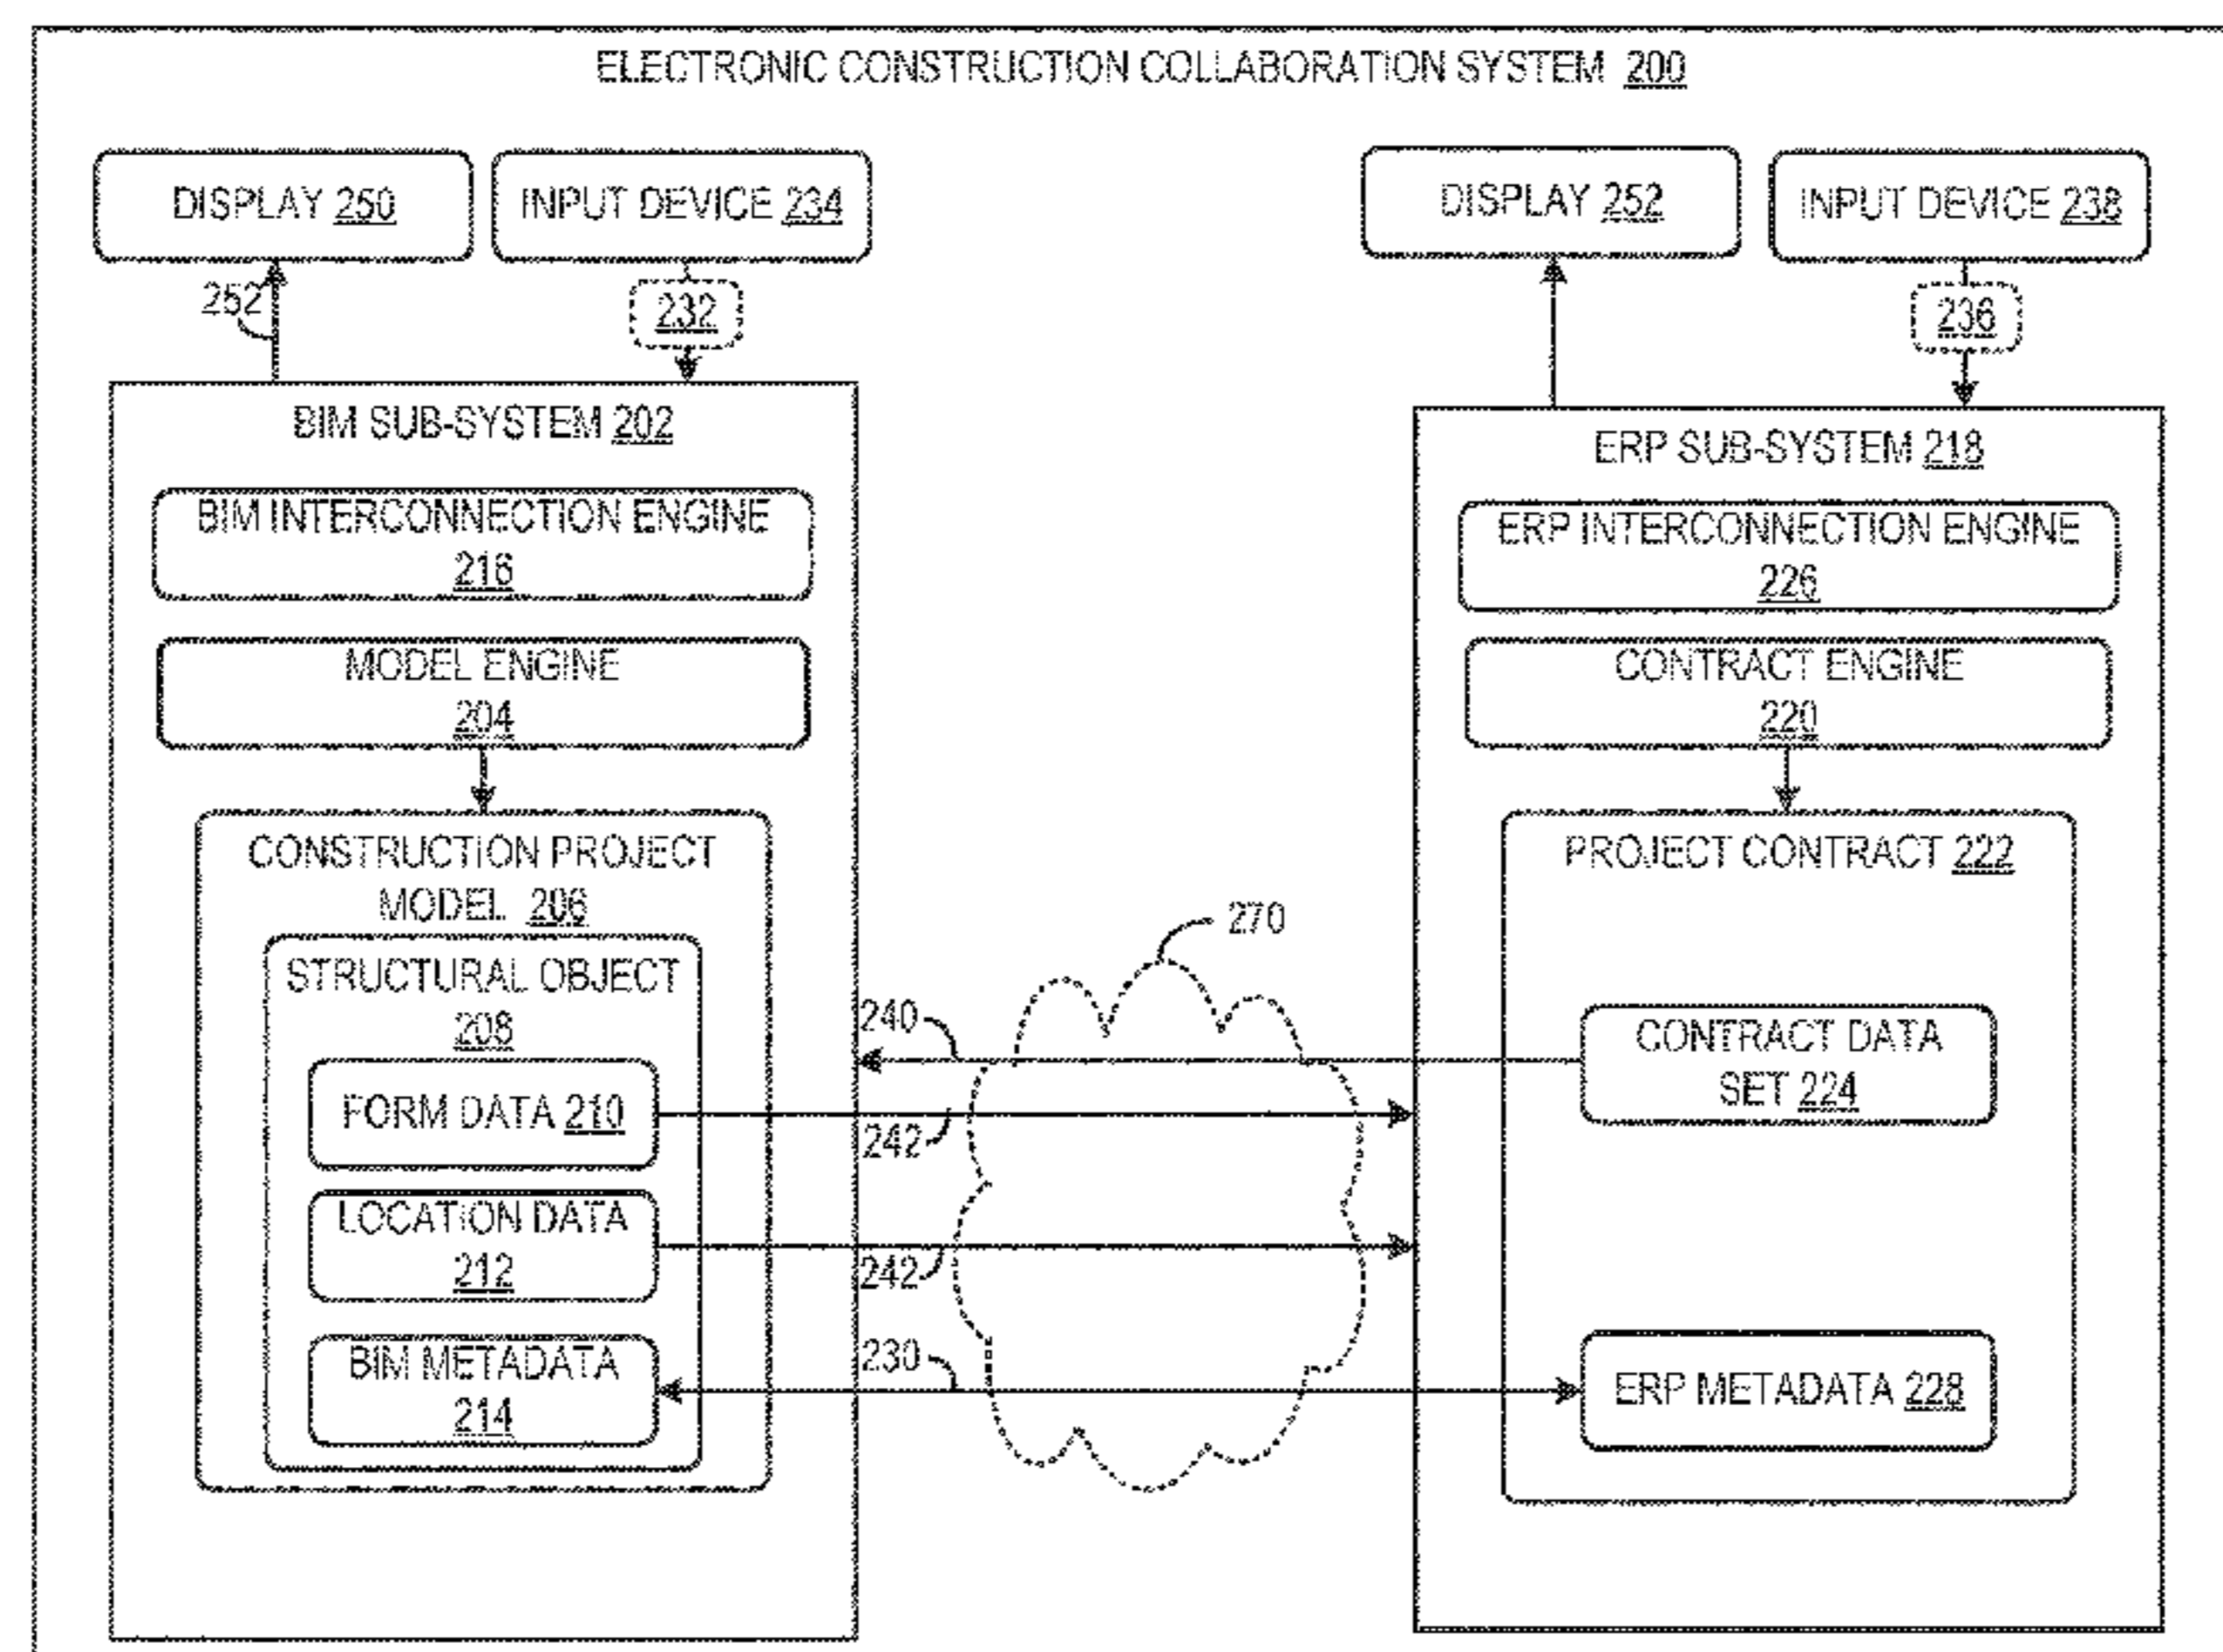 ELECTRONIC CONSTRUCTION COLLABORATION SYSTEM 200
DISPLAY 250
INPUT DEVICE 234
DISPLAY 252
INPUT DEVICE 238
252
232
236
BIM SUB-SYSTEM 202
BIM INTERCONNECTION ENGINE
216
MODEL ENGINE
204
CONSTRUCTION PROJECT
MODEL 206
STRUCTURAL OBJECT
208
FORM DATA 210
LOCATION DATA
212
BIM METADATA
214
240
242
242
230
270
ERP SUB-SYSTEM 218
ERP INTERCONNECTION ENGINE
226
CONTRACT ENGINE
220
PROJECT CONTRACT 222
CONTRACT DATA
SET 224
ERP METADATA 228